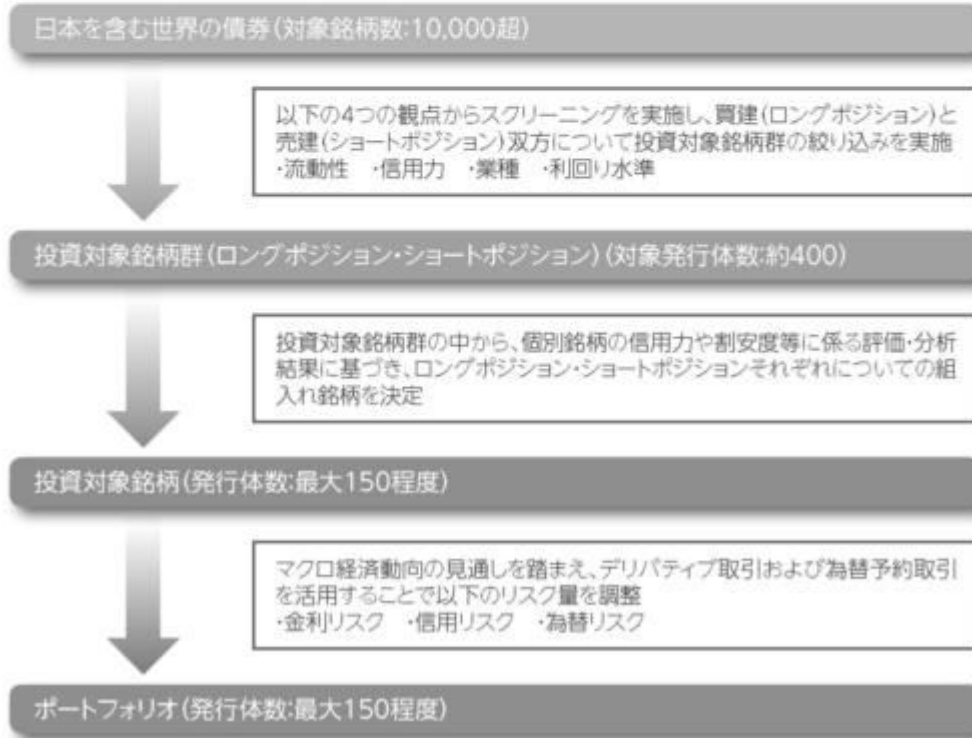 日本を含む世界の債券(対象銘柄数:10,000超)
以下の4つの観点からスクリーニングを実施し、買建(ロングポジション)と
売建(ショートポジション)双方について投資対象銘柄群の絞り込みを実施
・流動性　・信用力　・業種　・利回り水準
投資対象銘柄群(ロングポジション・ショートポジション)(対象発行体数:約400)
投資対象銘柄群の中から、個別銘柄の信用力や割安度等に係る評価・分析
結果に基づき、ロングポジション・ショートポジションそれぞれについての組
入れ銘柄を決定
投資対象銘柄(発行体数:最大150程度)
マクロ経済動向の見通しを踏まえ、デリバティブ取引および為替予約取引
を活用することで以下のリスク量を調整
・金利リスク　・信用リスク　・為替リスク
ポートフォリオ(発行体数:最大150程度)